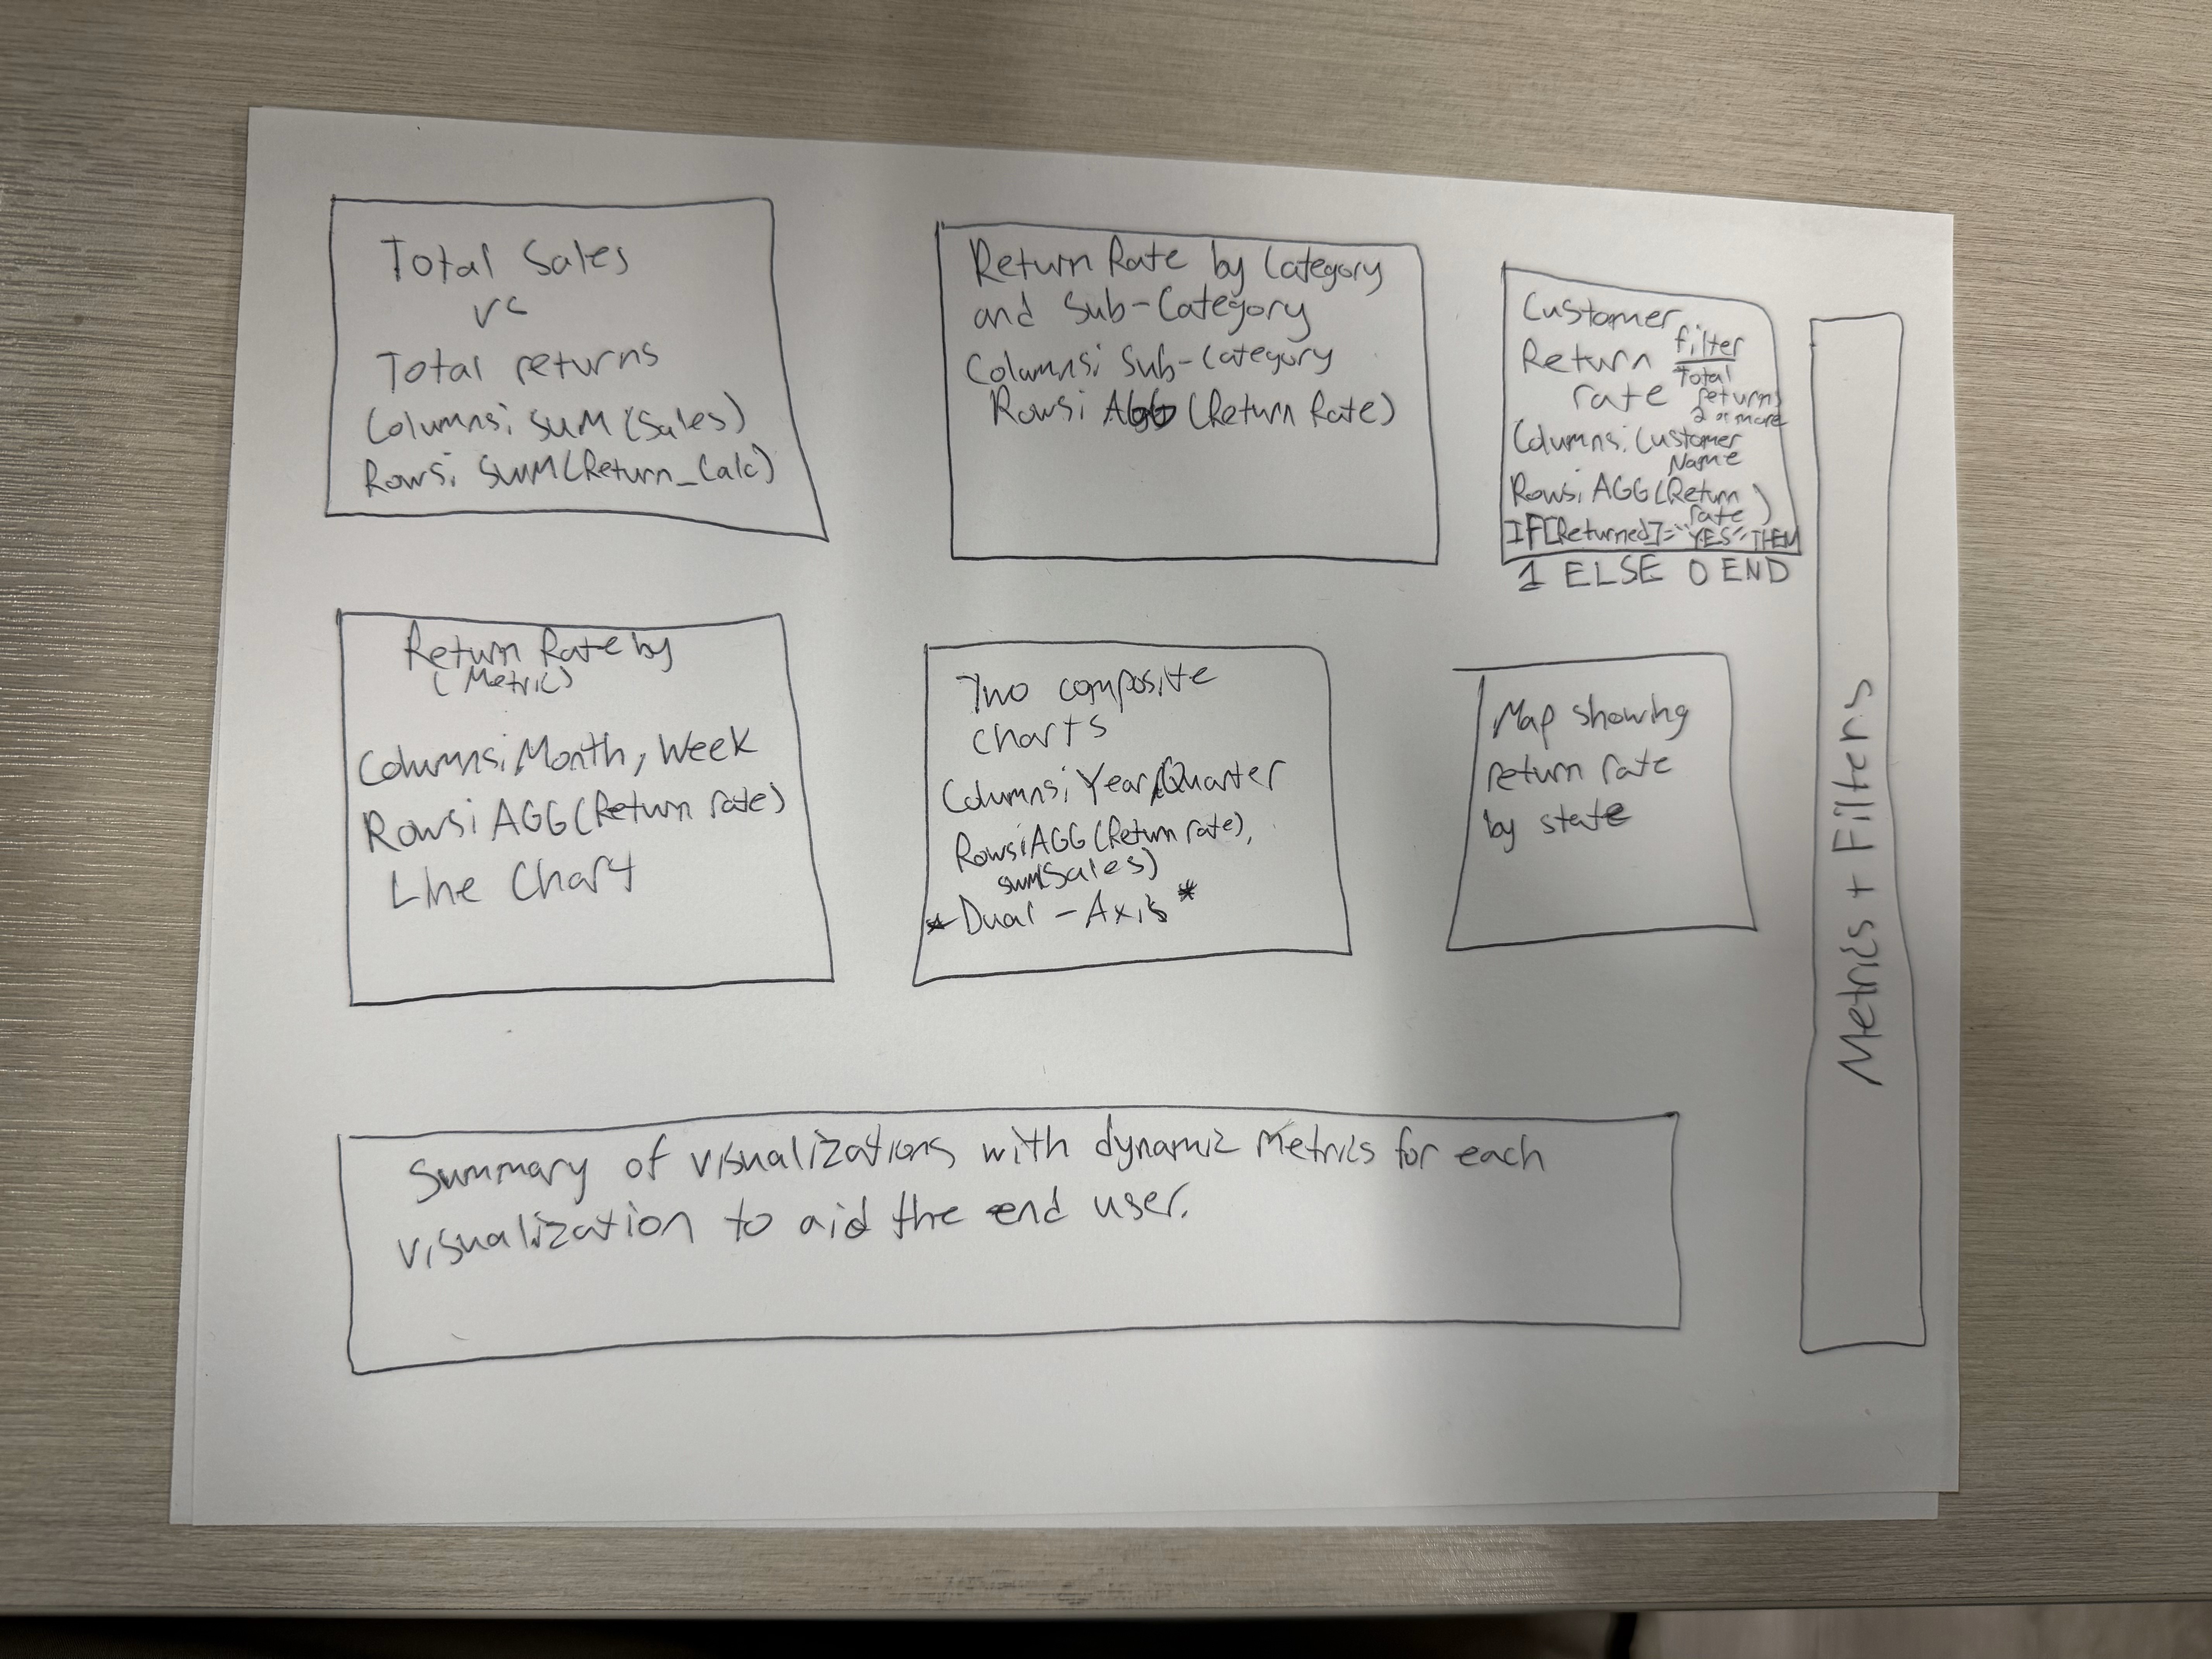 Total Sales
vs
Total returns
Columns: SUM(Sales)
Rows: SUM(Return_Calc)
Return Rate by Category
and Sub-Category
Columns: Sub-Category
Rows: AGG (Return Rate)
Customer
Return
rate
filter
Total
returns
2 or more
Columns: Customer
Name
Rows: AGG(Return
rate)
IF[Returned]="YES" THEN
1 ELSE 0 END
Return Rate by
(Metric)
Columns: Month, Week
Rows: AGG(Return rate)
Line Chart
Two composite
charts
Columns: Year, Quarter
Rows: AGG(Return rate),
sum(Sales)
*Dual-Axis*
Map showing
return rate
by state
Metrics + Filters
Summary of visualizations with dynamic Metrics for each
visualization to aid the end user.